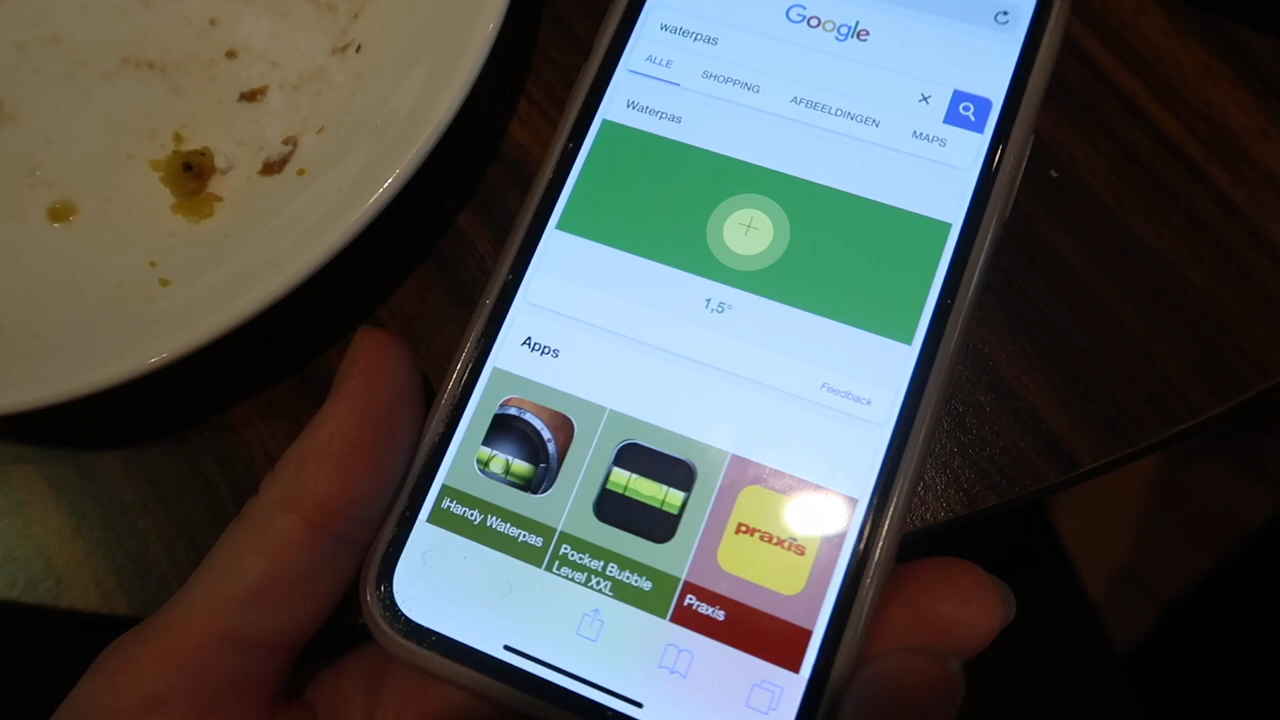 Google
waterpas
ALLE SHOPPING AFBEELDINGEN MAPS
Waterpas
1,5°
Feedback
Apps
iHandy Waterpas
Pocket Bubble
Level XXL
praxis
Praxis